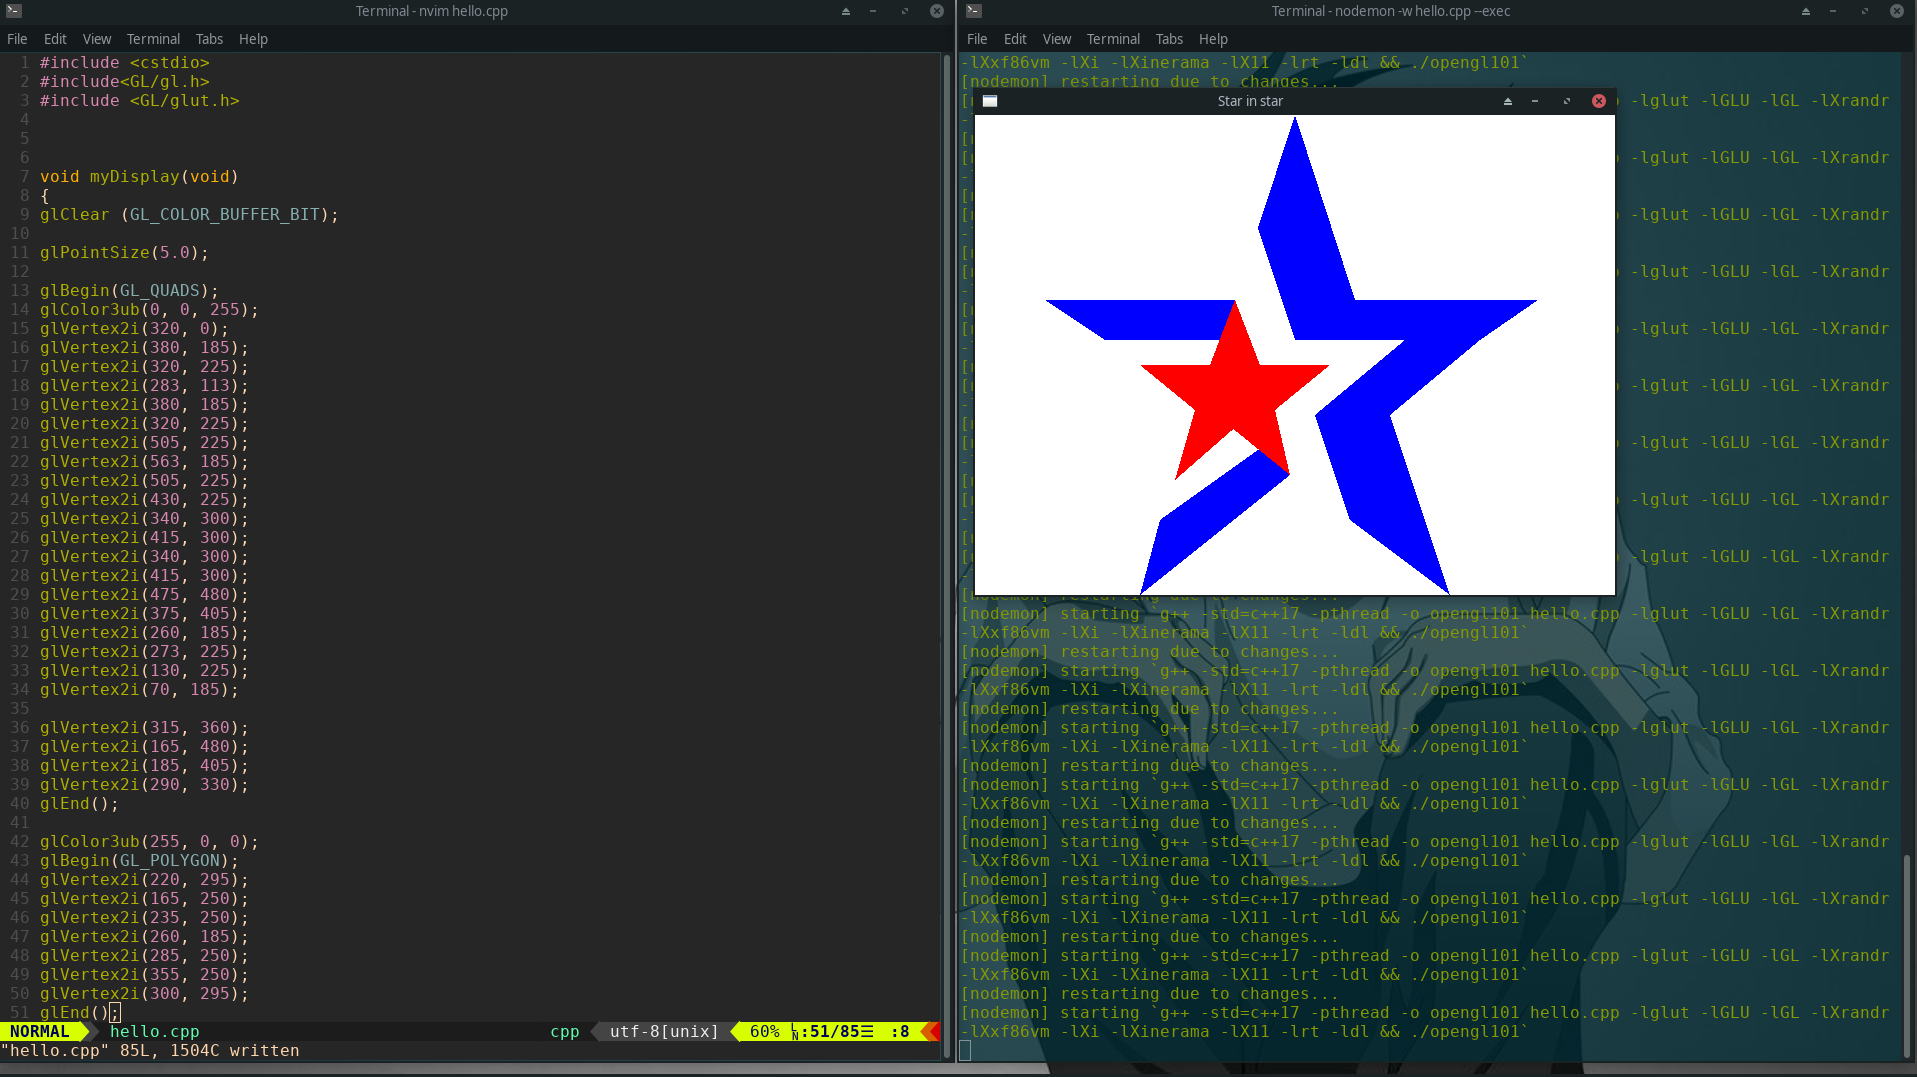 Terminal - nvim hello.cpp
File Edit View Terminal Tabs Help
1 #include <cstdio>
2 #include<GL/gl.h>
3 #include <GL/glut.h>
4
5
6
7 void myDisplay(void)
8 {
9 glClear (GL_COLOR_BUFFER_BIT);
10
11 glPointSize(5.0);
12
13 glBegin(GL_QUADS);
14 glColor3ub(0, 0, 255);
15 glVertex2i(320, 0);
16 glVertex2i(380, 185);
17 glVertex2i(320, 225);
18 glVertex2i(283, 113);
19 glVertex2i(380, 185);
20 glVertex2i(320, 225);
21 glVertex2i(505, 225);
22 glVertex2i(563, 185);
23 glVertex2i(505, 225);
24 glVertex2i(430, 225);
25 glVertex2i(340, 300);
26 glVertex2i(415, 300);
27 glVertex2i(340, 300);
28 glVertex2i(415, 300);
29 glVertex2i(475, 480);
30 glVertex2i(375, 405);
31 glVertex2i(260, 185);
32 glVertex2i(273, 225);
33 glVertex2i(130, 225);
34 glVertex2i(70, 185);
35
36 glVertex2i(315, 360);
37 glVertex2i(165, 480);
38 glVertex2i(185, 405);
39 glVertex2i(290, 330);
40 glEnd();
41
42 glColor3ub(255, 0, 0);
43 glBegin(GL_POLYGON);
44 glVertex2i(220, 295);
45 glVertex2i(165, 250);
46 glVertex2i(235, 250);
47 glVertex2i(260, 185);
48 glVertex2i(285, 250);
49 glVertex2i(355, 250);
50 glVertex2i(300, 295);
51 glEnd();
NORMAL hello.cpp cpp utf-8[unix] 60% :51/85☰ :8
"hello.cpp" 85L, 1504C written
Terminal - nodemon -w hello.cpp --exec
File Edit View Terminal Tabs Help
-lXxf86vm -lXi -lXinerama -lX11 -lrt -ldl && ./opengl101`
[nodemon] restarting due to changes...
Star in star
-lglut -lGLU -lGL -lXrandr
-lglut -lGLU -lGL -lXrandr
-lglut -lGLU -lGL -lXrandr
-lglut -lGLU -lGL -lXrandr
-lglut -lGLU -lGL -lXrandr
-lglut -lGLU -lGL -lXrandr
-lglut -lGLU -lGL -lXrandr
-lglut -lGLU -lGL -lXrandr
-lglut -lGLU -lGL -lXrandr
[nodemon] restarting due to changes...
[nodemon] starting `g++ -std=c++17 -pthread -o opengl101 hello.cpp -lglut -lGLU -lGL -lXrandr
-lXxf86vm -lXi -lXinerama -lX11 -lrt -ldl && ./opengl101`
[nodemon] restarting due to changes...
[nodemon] starting `g++ -std=c++17 -pthread -o opengl101 hello.cpp -lglut -lGLU -lGL -lXrandr
-lXxf86vm -lXi -lXinerama -lX11 -lrt -ldl && ./opengl101`
[nodemon] restarting due to changes...
[nodemon] starting `g++ -std=c++17 -pthread -o opengl101 hello.cpp -lglut -lGLU -lGL -lXrandr
-lXxf86vm -lXi -lXinerama -lX11 -lrt -ldl && ./opengl101`
[nodemon] restarting due to changes...
[nodemon] starting `g++ -std=c++17 -pthread -o opengl101 hello.cpp -lglut -lGLU -lGL -lXrandr
-lXxf86vm -lXi -lXinerama -lX11 -lrt -ldl && ./opengl101`
[nodemon] restarting due to changes...
[nodemon] starting `g++ -std=c++17 -pthread -o opengl101 hello.cpp -lglut -lGLU -lGL -lXrandr
-lXxf86vm -lXi -lXinerama -lX11 -lrt -ldl && ./opengl101`
[nodemon] restarting due to changes...
[nodemon] starting `g++ -std=c++17 -pthread -o opengl101 hello.cpp -lglut -lGLU -lGL -lXrandr
-lXxf86vm -lXi -lXinerama -lX11 -lrt -ldl && ./opengl101`
[nodemon] restarting due to changes...
[nodemon] starting `g++ -std=c++17 -pthread -o opengl101 hello.cpp -lglut -lGLU -lGL -lXrandr
-lXxf86vm -lXi -lXinerama -lX11 -lrt -ldl && ./opengl101`
[nodemon] restarting due to changes...
[nodemon] starting `g++ -std=c++17 -pthread -o opengl101 hello.cpp -lglut -lGLU -lGL -lXrandr
-lXxf86vm -lXi -lXinerama -lX11 -lrt -ldl && ./opengl101`